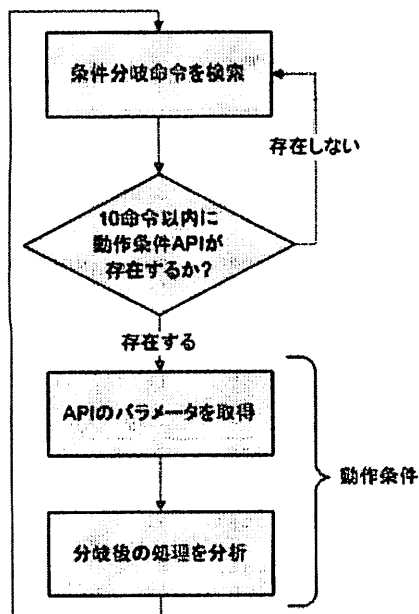 条件分岐命令を検索
存在しない
10命令以内に
動作条件APIが
存在するか?
存在する
APIのパラメータを取得
動作条件
分岐後の処理を分析